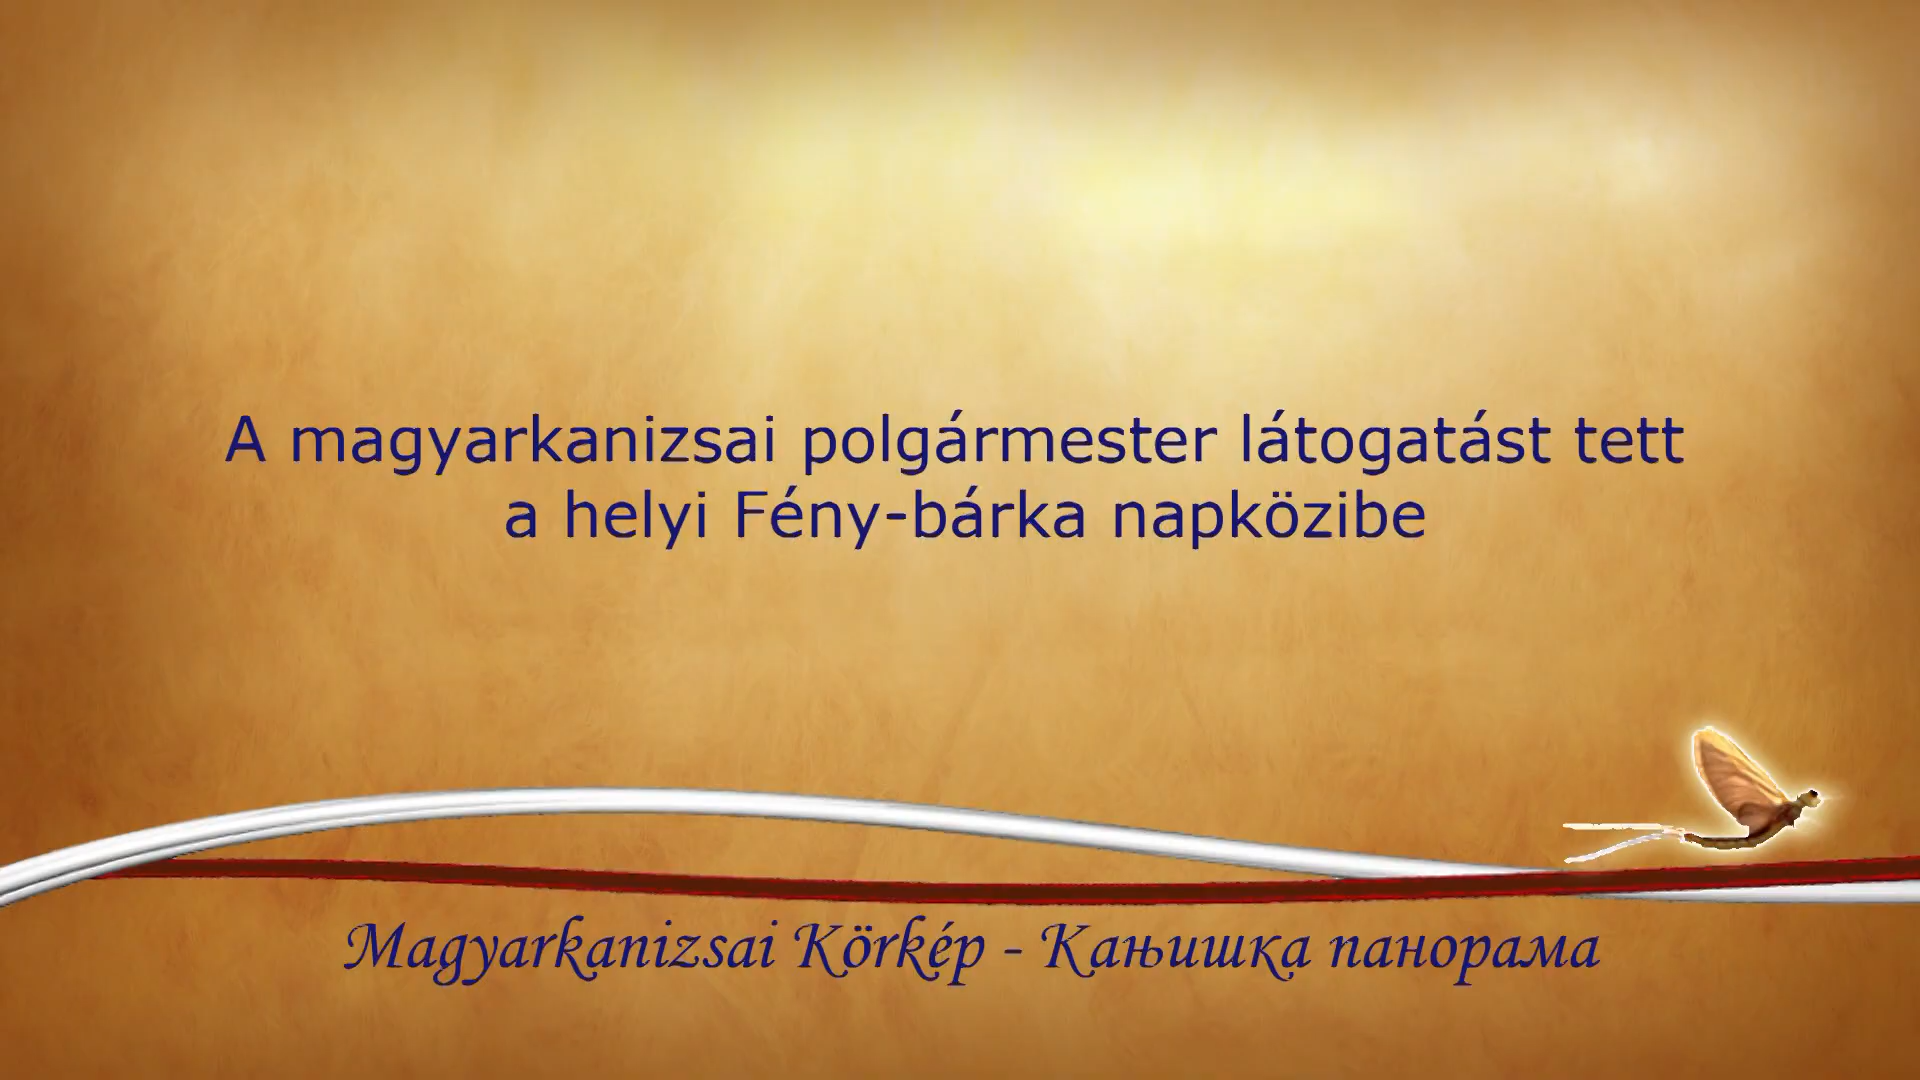 A magyarkanizsai polgármester látogatást tett
a helyi Fény-bárka napközibe
Magyarkanizsai Körkép - Кањишка панорама